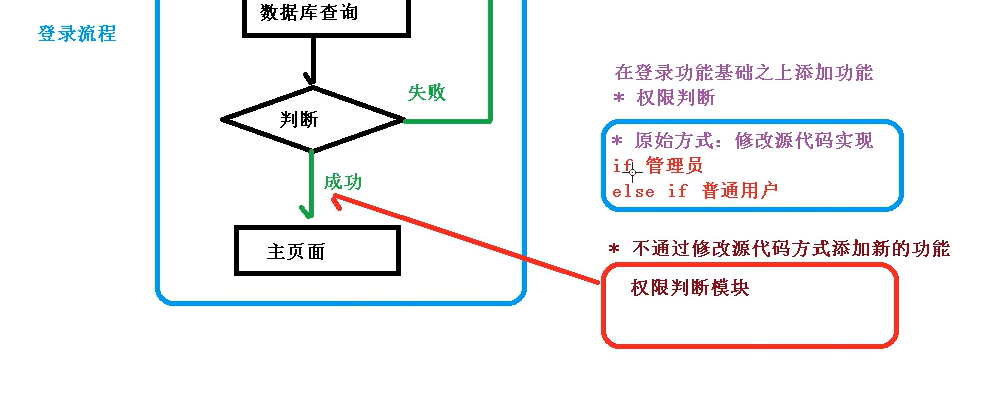 数据库查询
登录流程
失败
判断
成功
主页面
在登录功能基础之上添加功能
* 权限判断
* 原始方式：修改源代码实现
if 管理员
else if 普通用户
* 不通过修改源代码方式添加新的功能
权限判断模块